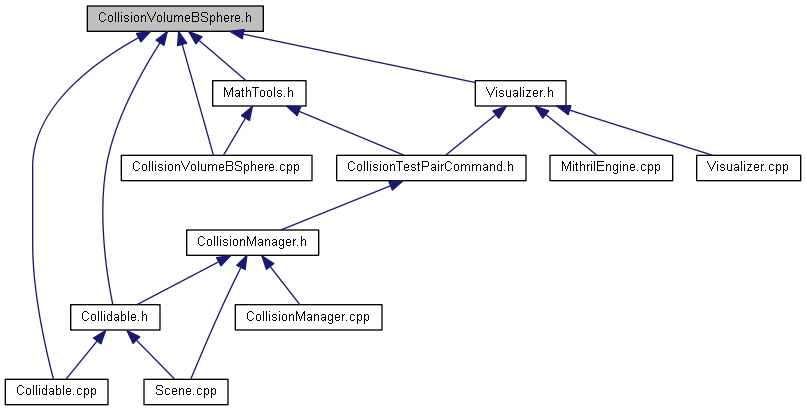 CollisionVolumeBSphere.h
MathTools.h
Visualizer.h
CollisionVolumeBSphere.cpp
CollisionTestPairCommand.h
MithrilEngine.cpp
Visualizer.cpp
CollisionManager.h
Collidable.h
CollisionManager.cpp
Collidable.cpp
Scene.cpp